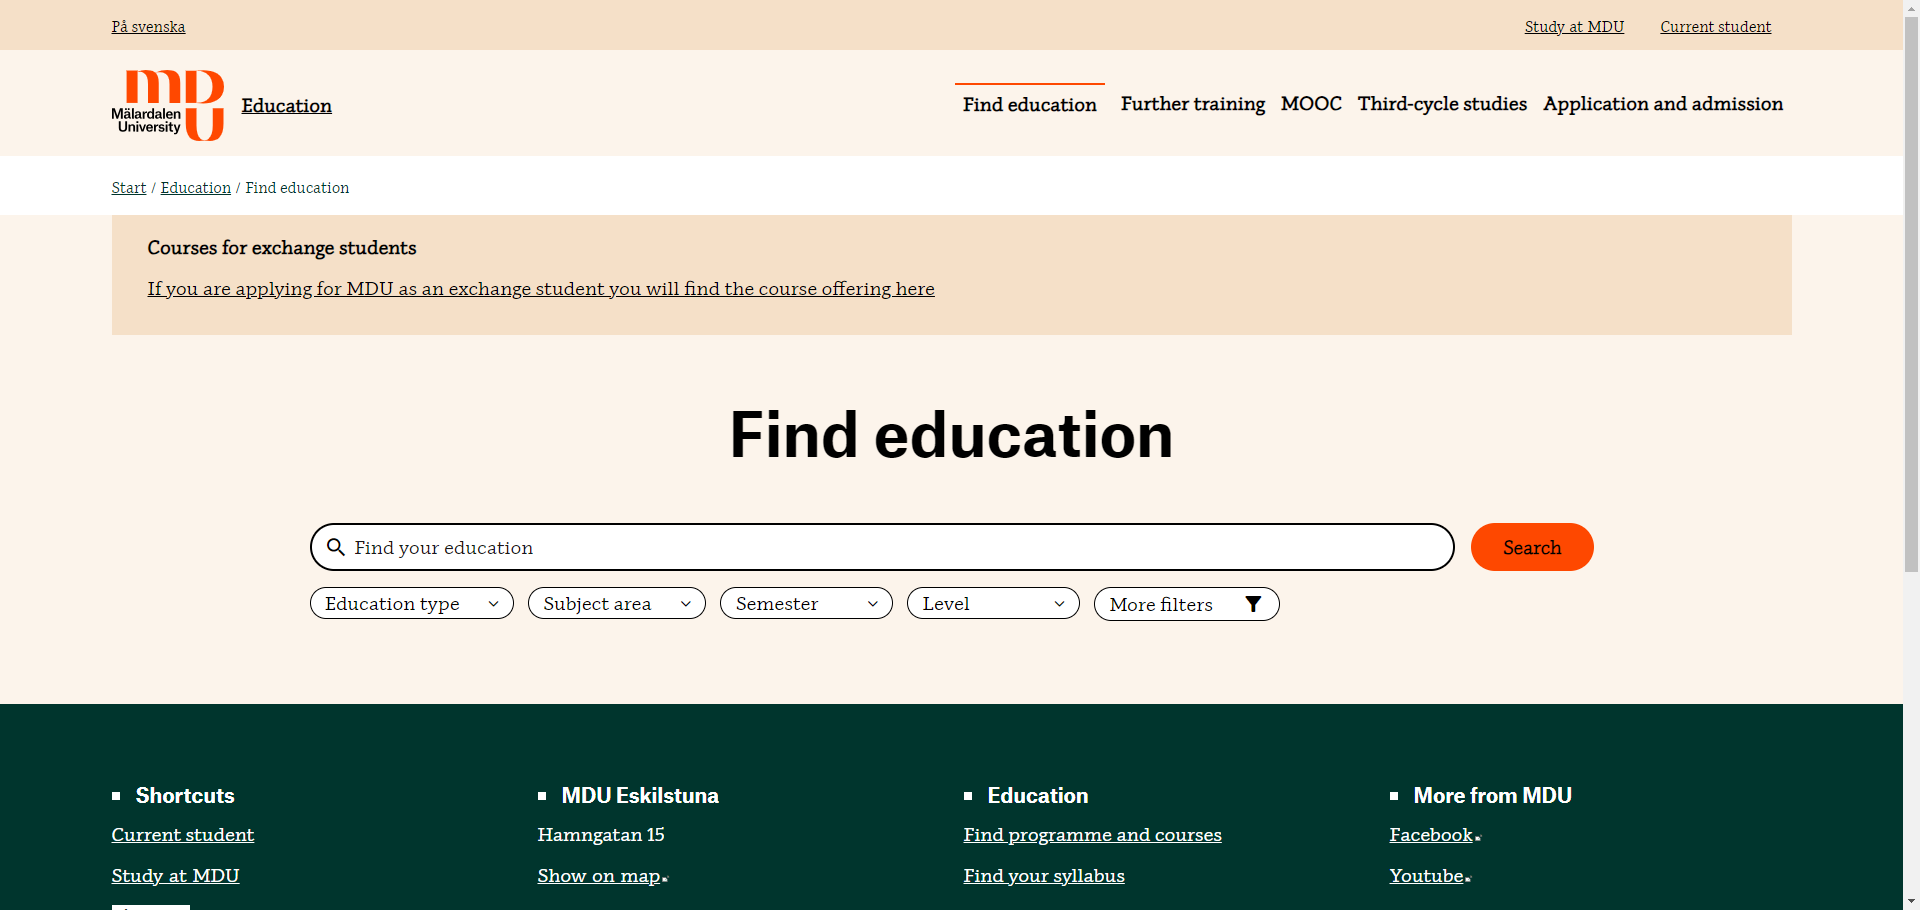 På svenska
Study at MDU
Current student
Mälardalen
University
Education
Find education
Further training
MOOC
Third-cycle studies
Application and admission
Start / Education / Find education
Courses for exchange students
If you are applying for MDU as an exchange student you will find the course offering here
Find education
Find your education
Search
Education type
Subject area
Semester
Level
More filters
Shortcuts
Current student
Study at MDU
MDU Eskilstuna
Hamngatan 15
Show on map
Education
Find programme and courses
Find your syllabus
More from MDU
Facebook
Youtube